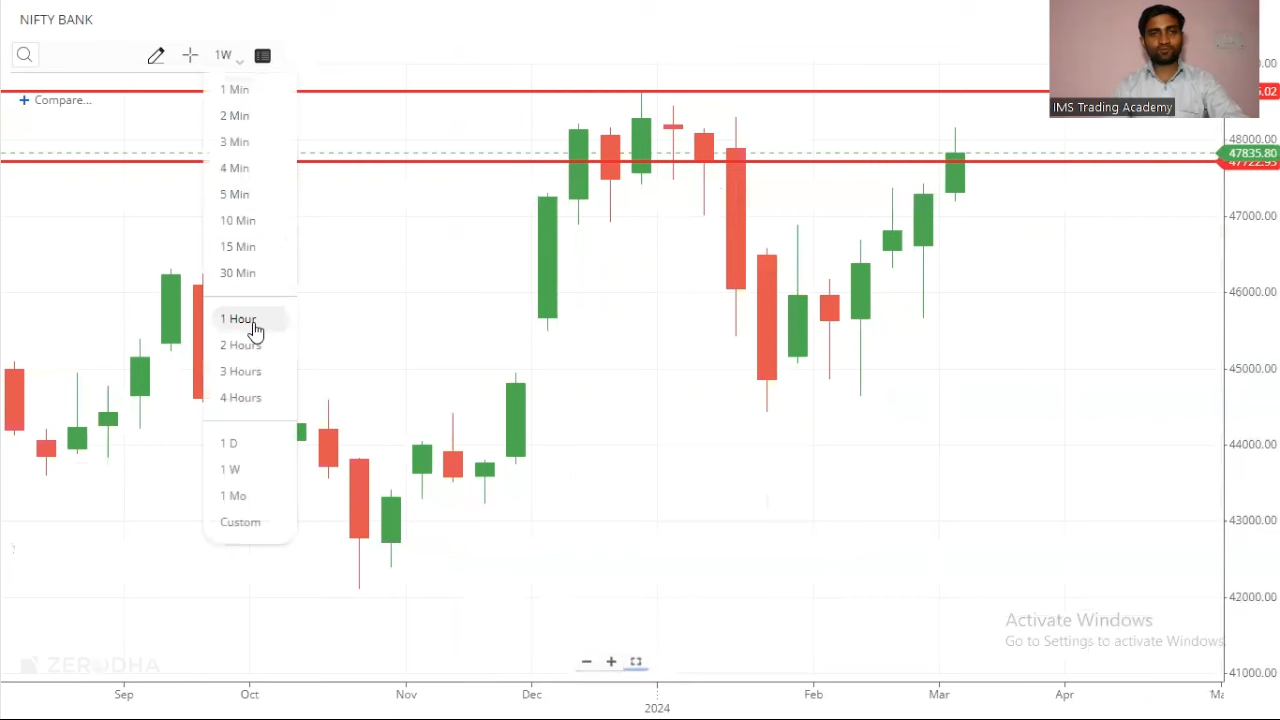 NIFTY BANK
1W
Compare...
1 Min
2 Min
3 Min
4 Min
5 Min
10 Min
15 Min
30 Min
1 Hour
2 Hours
3 Hours
4 Hours
1 D
1 W
1 Mo
Custom
IMS Trading Academy
48000.00
47835.80
47722.95
47000.00
46000.00
45000.00
44000.00
43000.00
42000.00
41000.00
Activate Windows
Go to Settings to activate Windows
ZERODHA
Sep
Oct
Nov
Dec
2024
Feb
Mar
Apr